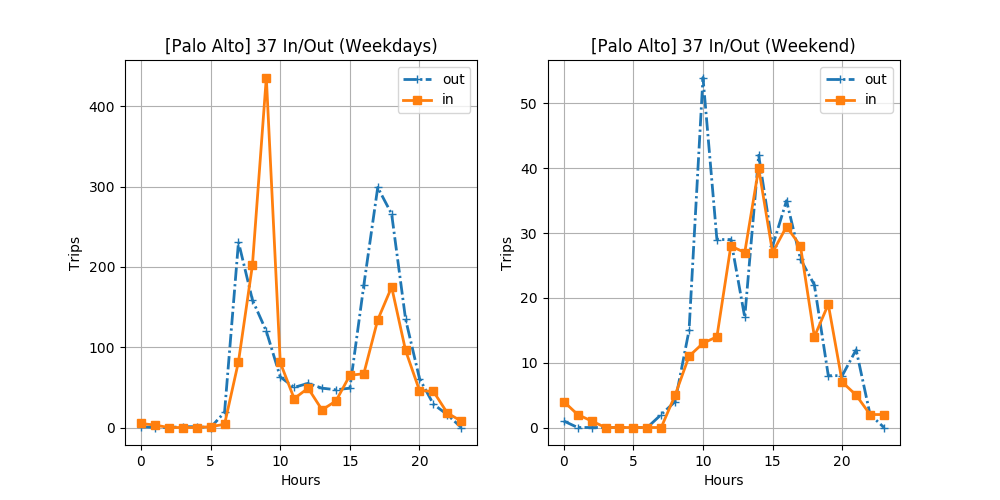 [Palo Alto] 37 In/Out (Weekdays)
out
in
400
300
200
100
0
Trips
0 5 10 15 20
Hours
[Palo Alto] 37 In/Out (Weekend)
out
in
50
40
30
20
10
0
Trips
0 5 10 15 20
Hours